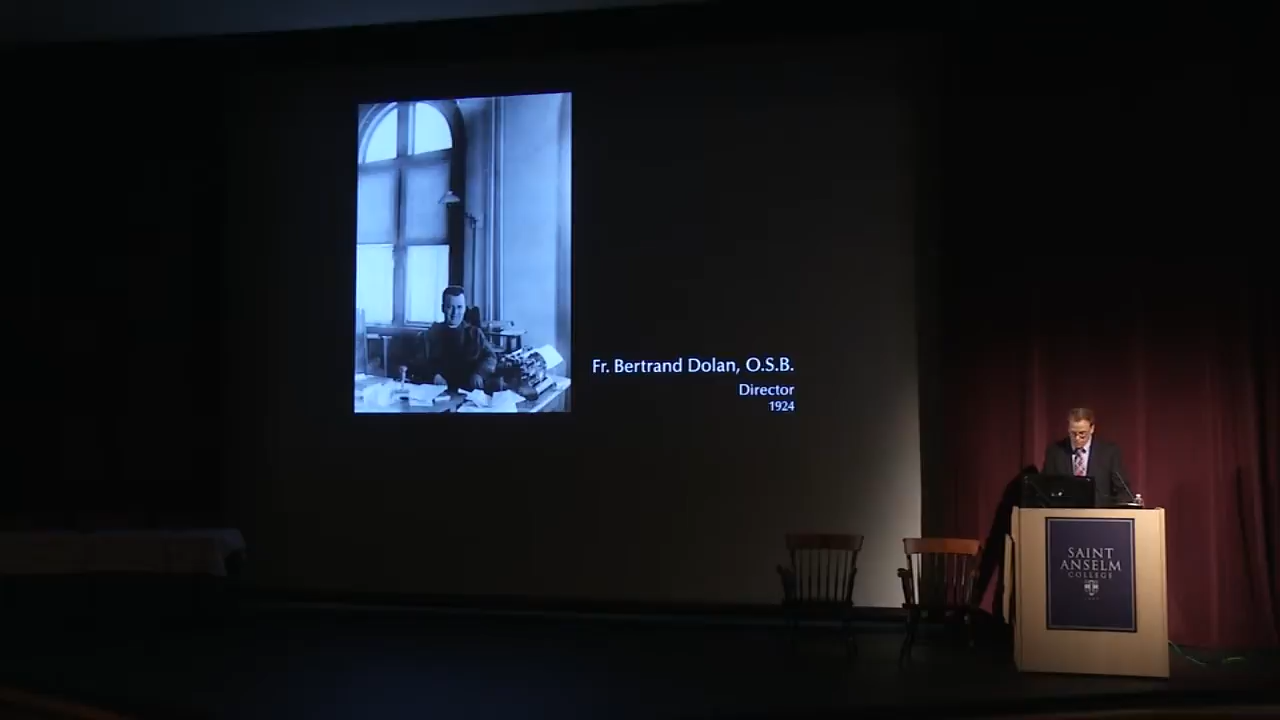 Fr. Bertrand Dolan, O.S.B.
Director
1924
SAINT
ANSELM
COLLEGE